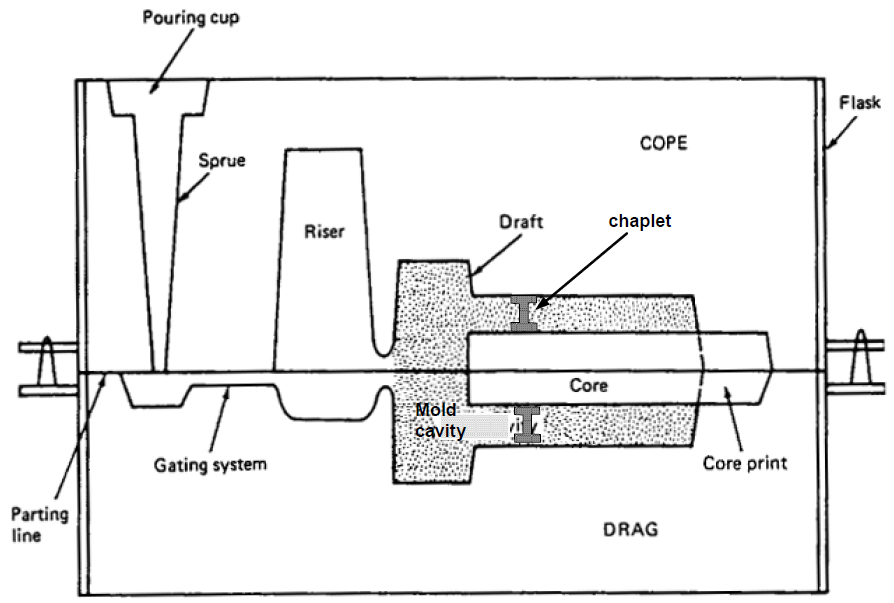 Pouring cup
Flask
COPE
Sprue
Riser
Draft
chaplet
Core
Mold
cavity
Gating system
Core print
Parting
line
DRAG